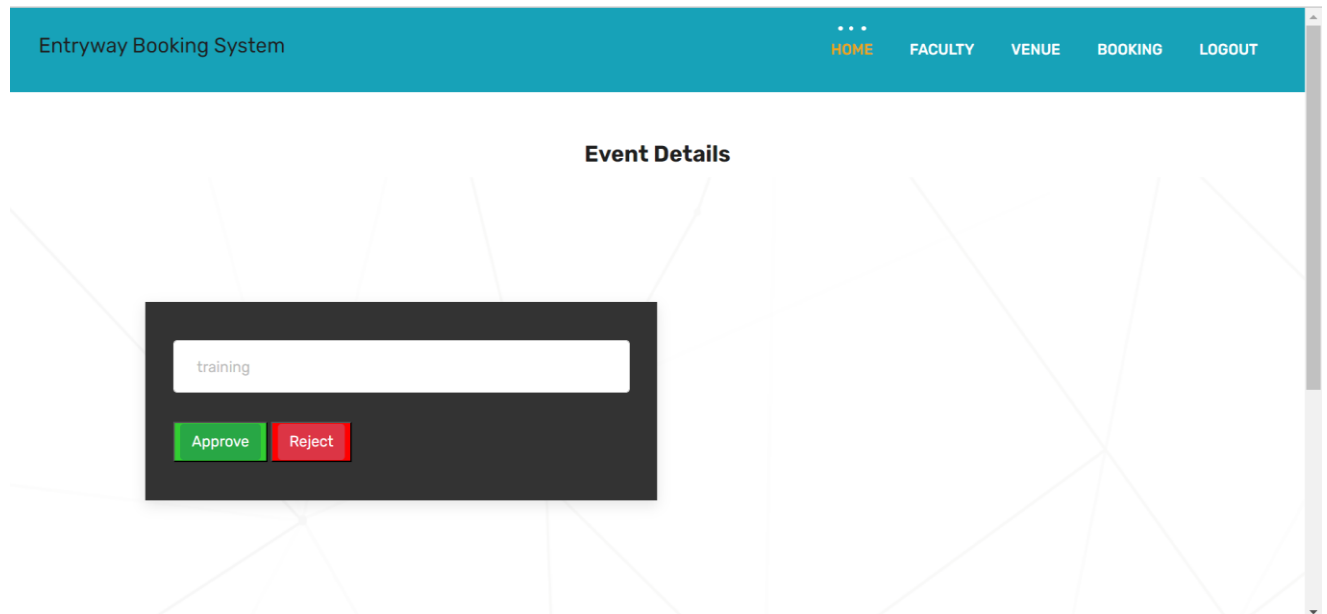 Entryway Booking System
HOME FACULTY VENUE BOOKING LOGOUT
Event Details
training
Approve Reject